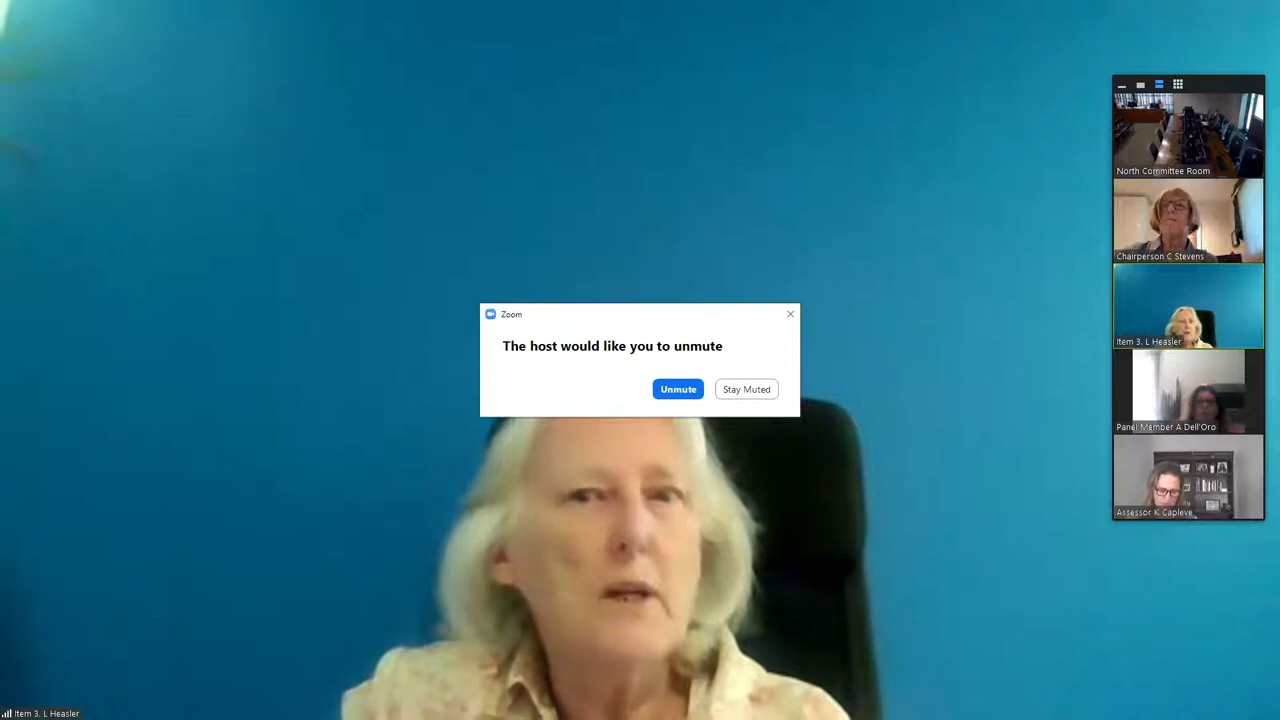 Zoom
The host would like you to unmute
Unmute
Stay Muted
North Committee Room
Chairperson C Stevens
Item 3. L Heasler
Panel Member A Dell'Oro
Assessor K Capleve
Item 3. L Heasler